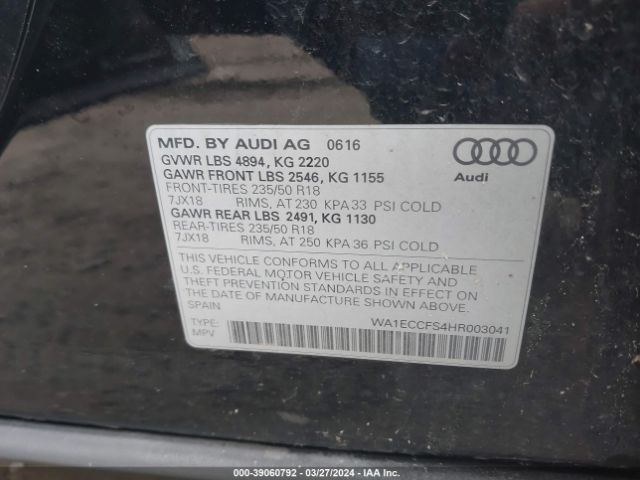 MFD. BY AUDI AG 0616
GVWR LBS 4894, KG 2220
GAWR FRONT LBS 2546, KG 1155
FRONT-TIRES 235/50 R18
7JX18 RIMS, AT 230 KPA 33 PSI COLD
GAWR REAR LBS 2491, KG 1130
REAR-TIRES 235/50 R18
7JX18 RIMS, AT 250 KPA 36 PSI COLD
Audi
THIS VEHICLE CONFORMS TO ALL APPLICABLE
U.S. FEDERAL MOTOR VEHICLE SAFETY AND
THEFT PREVENTION STANDARDS IN EFFECT ON
THE DATE OF MANUFACTURE SHOWN ABOVE.
SPAIN
WA1ECCFS4HR003041
TYPE:
MPV
000-39060792 - 03/27/2024 - IAA Inc.